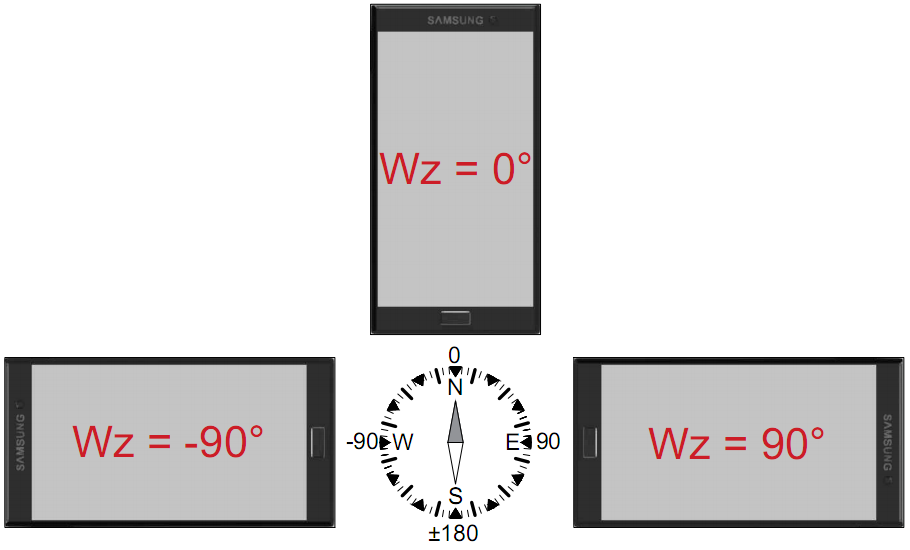 SAMSUNG
Wz = 0°
0
N
SAMSUNG
Wz = -90°
-90 W
E 90
Wz = 90°
SAMSUNG
S
±180